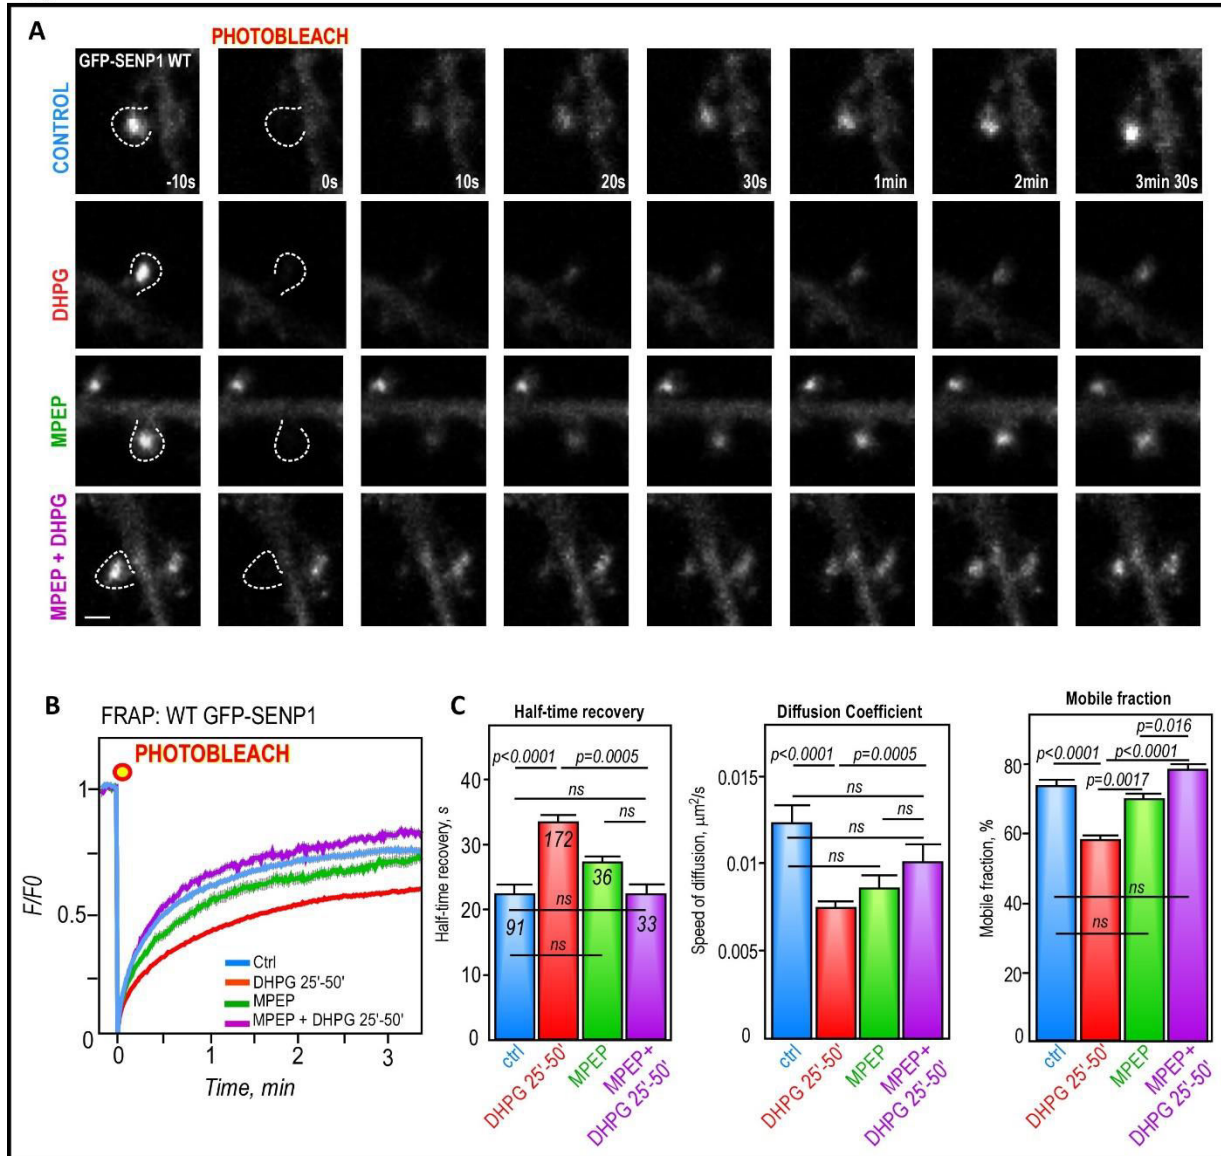 A
PHOTOBLEACH
CONTROL
GFP-SENP1 WT
-10s
0s
10s
20s
30s
1min
2min
3min 30s
DHPG
MPEP
MPEP + DHPG
B
FRAP: WT GFP-SENP1
PHOTOBLEACH
F/F0
1
0.5
0
0
1
2
3
Time, min
Ctrl
DHPG 25'-50'
MPEP
MPEP + DHPG 25'-50'
C
Half-time recovery
Half-time recovery, s
40
30
20
10
0
p<0.0001
p=0.0005
ns
ns
ns
ns
91
172
36
33
ctrl
DHPG 25'-50'
MPEP
MPEP+
DHPG 25'-50'
Diffusion Coefficient
Speed of diffusion, µm²/s
0.015
0.010
0.005
0
p<0.0001
p=0.0005
ns
ns
ns
ns
ctrl
DHPG 25'-50'
MPEP
MPEP+
DHPG 25'-50'
Mobile fraction
Mobile fraction, %
80
60
40
20
0
p=0.016
p<0.0001
p<0.0001
p=0.0017
ns
ns
ctrl
DHPG 25'-50'
MPEP
MPEP+
DHPG 25'-50'